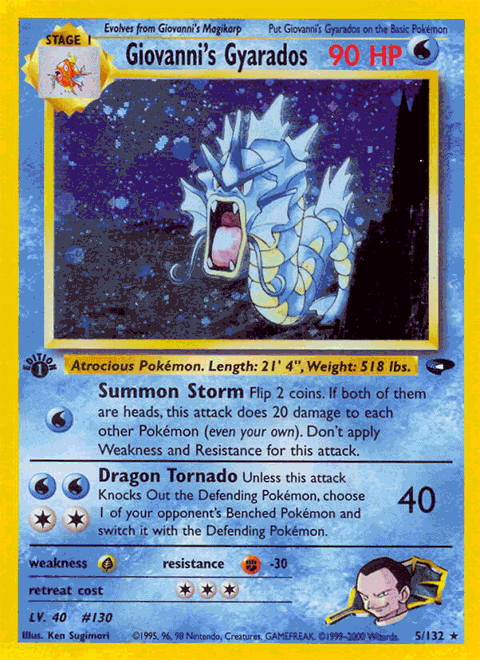 Evolves from Giovanni's Magikarp
Put Giovanni's Gyarados on the Basic Pokémon
STAGE 1
Giovanni's Gyarados 90 HP
Atrocious Pokémon. Length: 21' 4", Weight: 518 lbs.
EDITION
1
Summon Storm Flip 2 coins. If both of them
are heads, this attack does 20 damage to each
other Pokémon (even your own). Don't apply
Weakness and Resistance for this attack.
Dragon Tornado Unless this attack
Knocks Out the Defending Pokémon, choose
1 of your opponent's Benched Pokémon and
switch it with the Defending Pokémon.
40
weakness resistance -30
retreat cost
LV. 40 #130
Illus. Ken Sugimori ©1995, 96, 98 Nintendo, Creatures, GAMEFREAK. ©1999-2000 Wizards. 5/132 ★